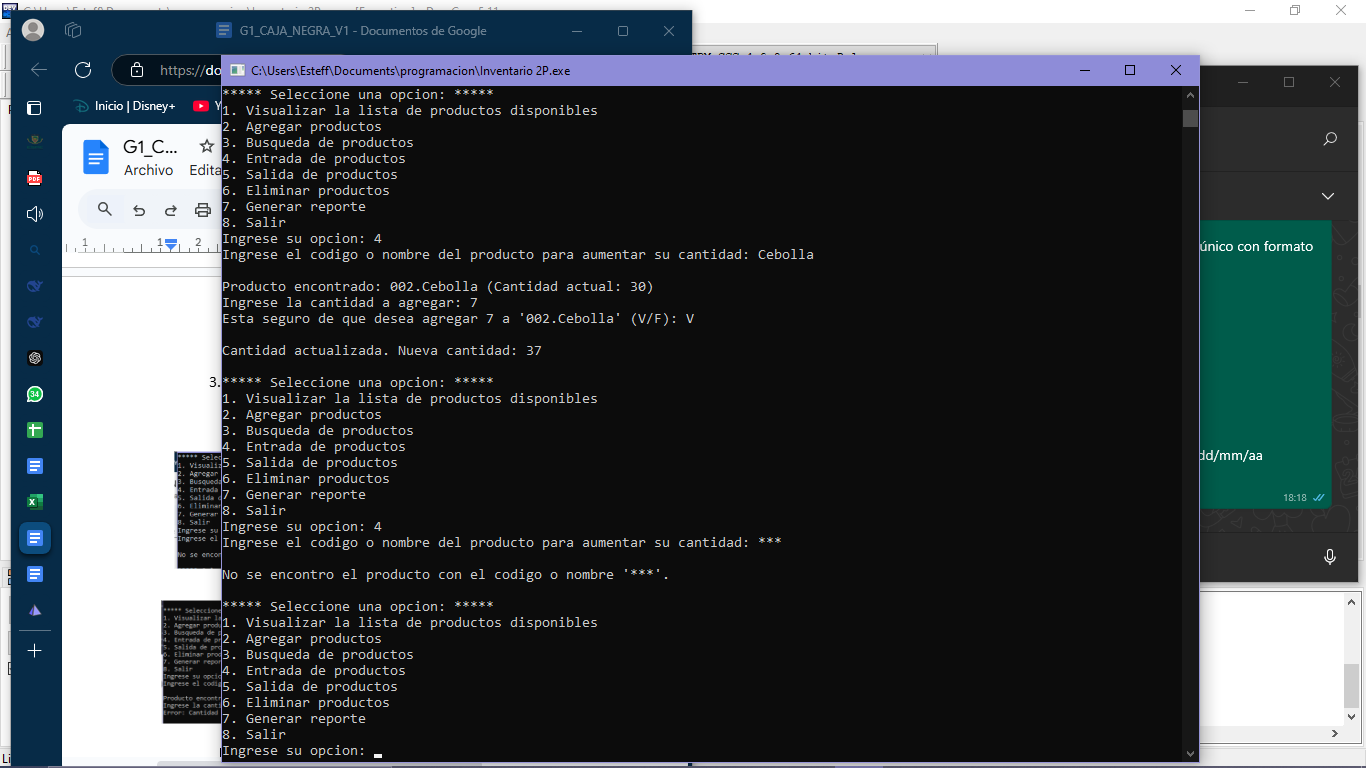 G1_CAJA_NEGRA_V1 - Documentos de Google
https://do
Inicio | Disney+
G1_C...
Archivo Edita
1 1 2
3.
C:\Users\Esteff\Documents\programacion\Inventario 2P.exe
***** Seleccione una opcion: *****
1. Visualizar la lista de productos disponibles
2. Agregar productos
3. Busqueda de productos
4. Entrada de productos
5. Salida de productos
6. Eliminar productos
7. Generar reporte
8. Salir
Ingrese su opcion: 4
Ingrese el codigo o nombre del producto para aumentar su cantidad: Cebolla
Producto encontrado: 002.Cebolla (Cantidad actual: 30)
Ingrese la cantidad a agregar: 7
Esta seguro de que desea agregar 7 a '002.Cebolla' (V/F): V
Cantidad actualizada. Nueva cantidad: 37
***** Seleccione una opcion: *****
1. Visualizar la lista de productos disponibles
2. Agregar productos
3. Busqueda de productos
4. Entrada de productos
5. Salida de productos
6. Eliminar productos
7. Generar reporte
8. Salir
Ingrese su opcion: 4
Ingrese el codigo o nombre del producto para aumentar su cantidad: ***
No se encontro el producto con el codigo o nombre '***'.
***** Seleccione una opcion: *****
1. Visualizar la lista de productos disponibles
2. Agregar productos
3. Busqueda de productos
4. Entrada de productos
5. Salida de productos
6. Eliminar productos
7. Generar reporte
8. Salir
Ingrese su opcion:
único con formato
dd/mm/aa
18:18